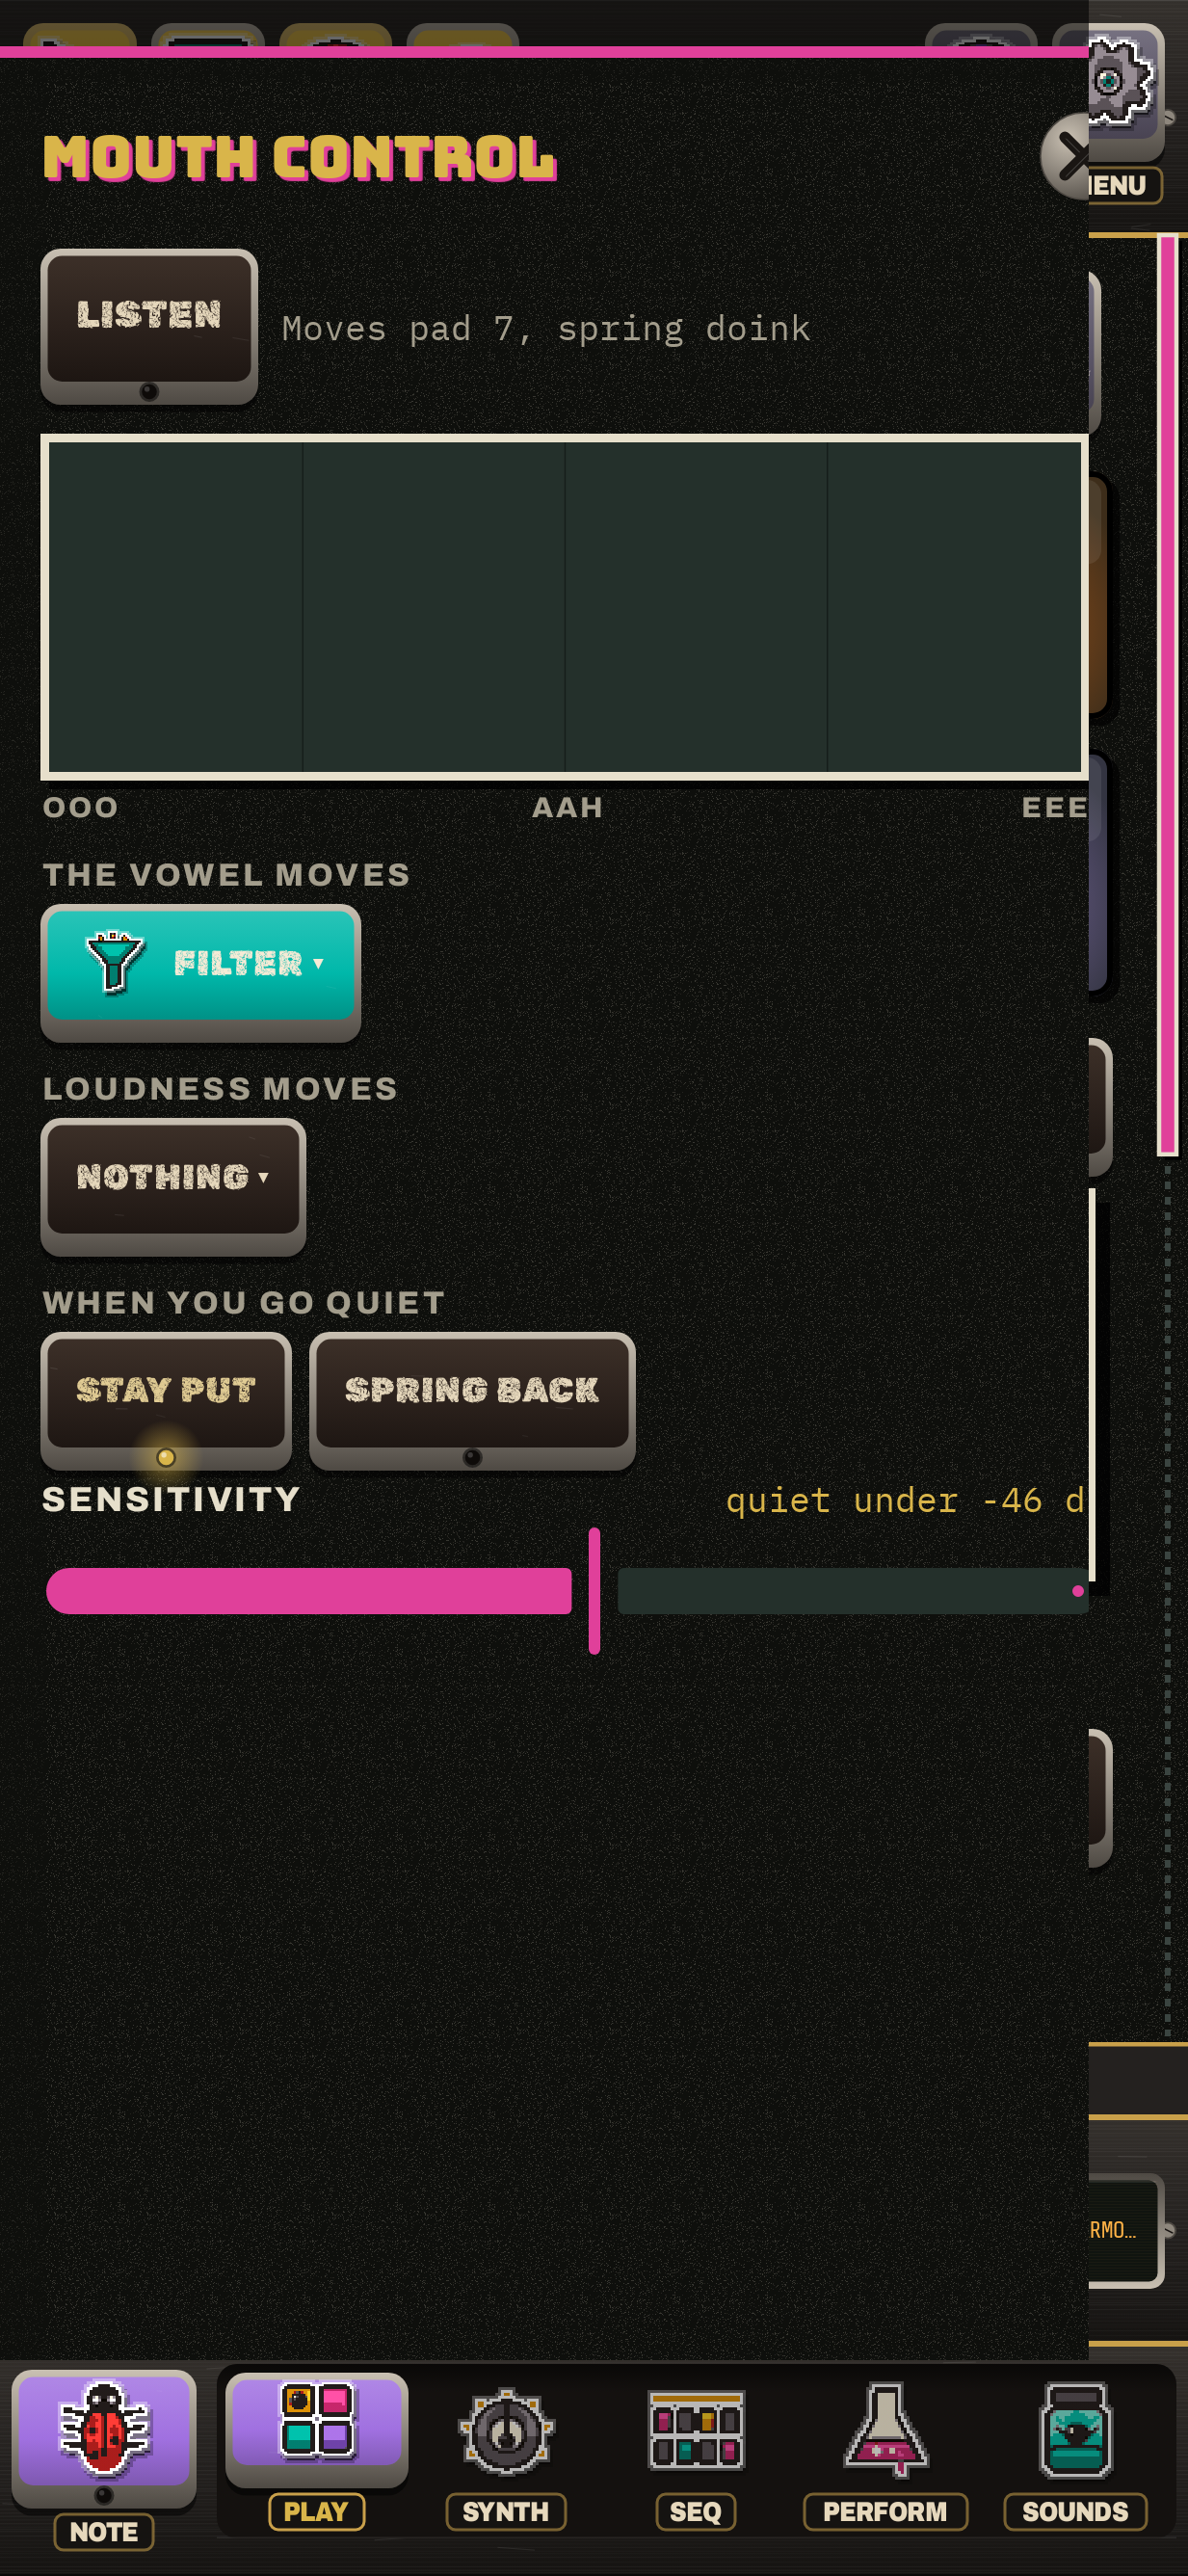 MOUTH CONTROL
LISTEN
Moves pad 7, spring doink
OOO AAH EEE
THE VOWEL MOVES
FILTER
LOUDNESS MOVES
NOTHING
WHEN YOU GO QUIET
STAY PUT SPRING BACK
SENSITIVITY quiet under -46 d
RMO...
NOTE PLAY SYNTH SEQ PERFORM SOUNDS